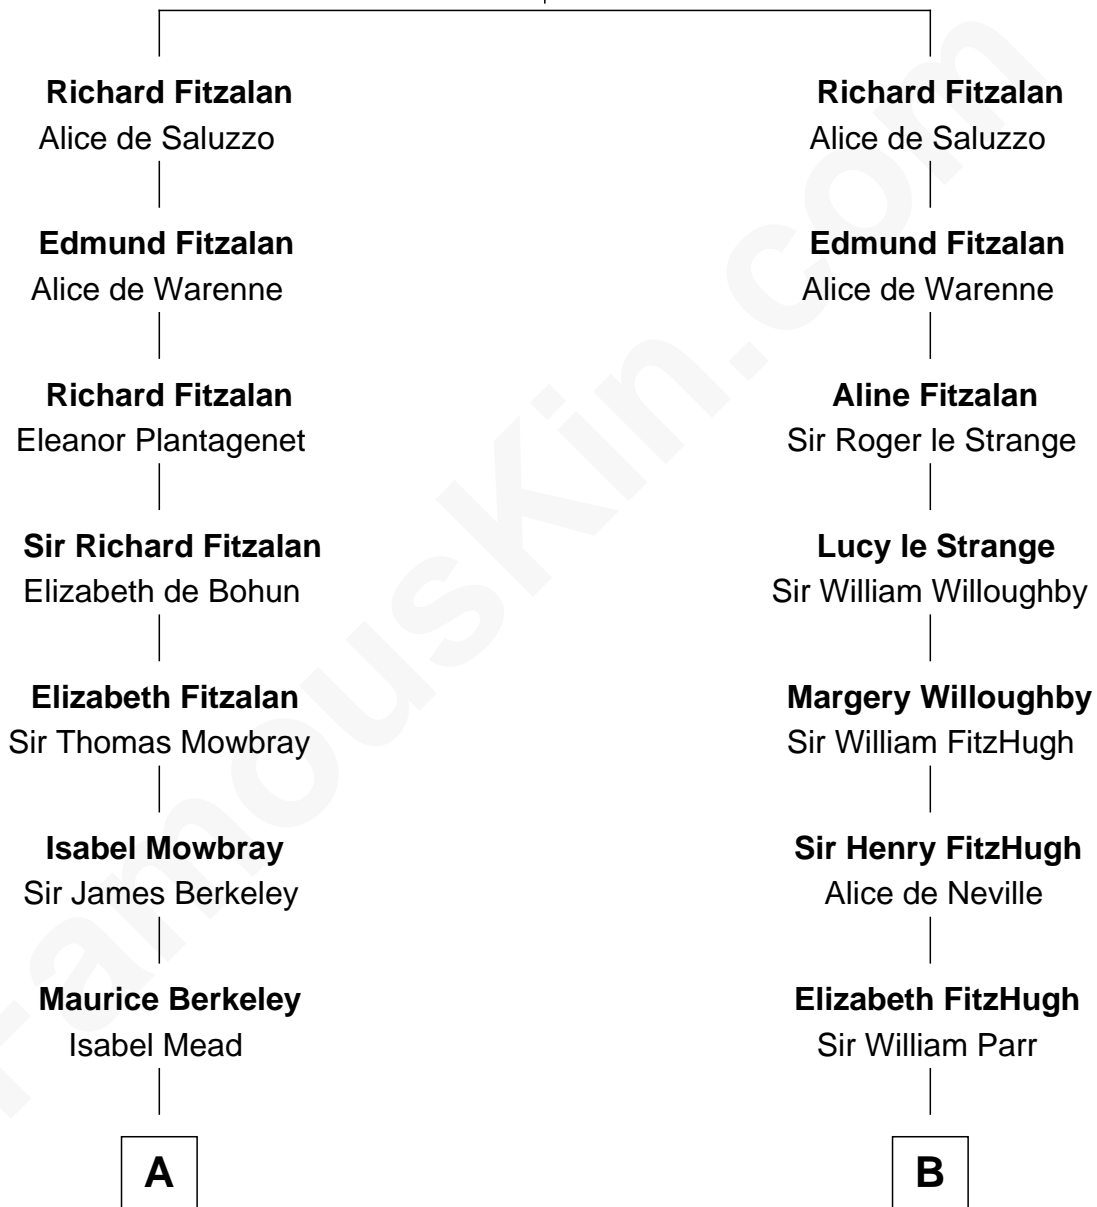 Richard Fitzalan
Alice de Saluzzo
Edmund Fitzalan
Alice de Warenne
Richard Fitzalan
Eleanor Plantagenet
Sir Richard Fitzalan
Elizabeth de Bohun
Elizabeth Fitzalan
Sir Thomas Mowbray
Isabel Mowbray
Sir James Berkeley
Maurice Berkeley
Isabel Mead
A
Richard Fitzalan
Alice de Saluzzo
Edmund Fitzalan
Alice de Warenne
Aline Fitzalan
Sir Roger le Strange
Lucy le Strange
Sir William Willoughby
Margery Willoughby
Sir William FitzHugh
Sir Henry FitzHugh
Alice de Neville
Elizabeth FitzHugh
Sir William Parr
B
FamousKin.com